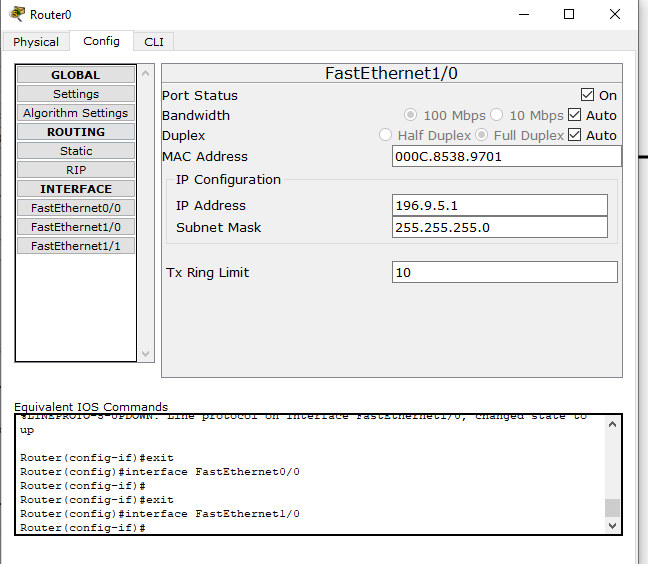 Router0
Physical Config CLI
GLOBAL
Settings
Algorithm Settings
ROUTING
Static
RIP
INTERFACE
FastEthernet0/0
FastEthernet1/0
FastEthernet1/1
FastEthernet1/0
Port Status On
Bandwidth 100 Mbps 10 Mbps Auto
Duplex Half Duplex Full Duplex Auto
MAC Address 000C.8538.9701
IP Configuration
IP Address 196.9.5.1
Subnet Mask 255.255.255.0
Tx Ring Limit 10
Equivalent IOS Commands
%LINEPROTO-5-UPDOWN: Line protocol on Interface FastEthernet1/0, changed state to
up
Router(config-if)#exit
Router(config)#interface FastEthernet0/0
Router(config-if)#
Router(config-if)#exit
Router(config)#interface FastEthernet1/0
Router(config-if)#